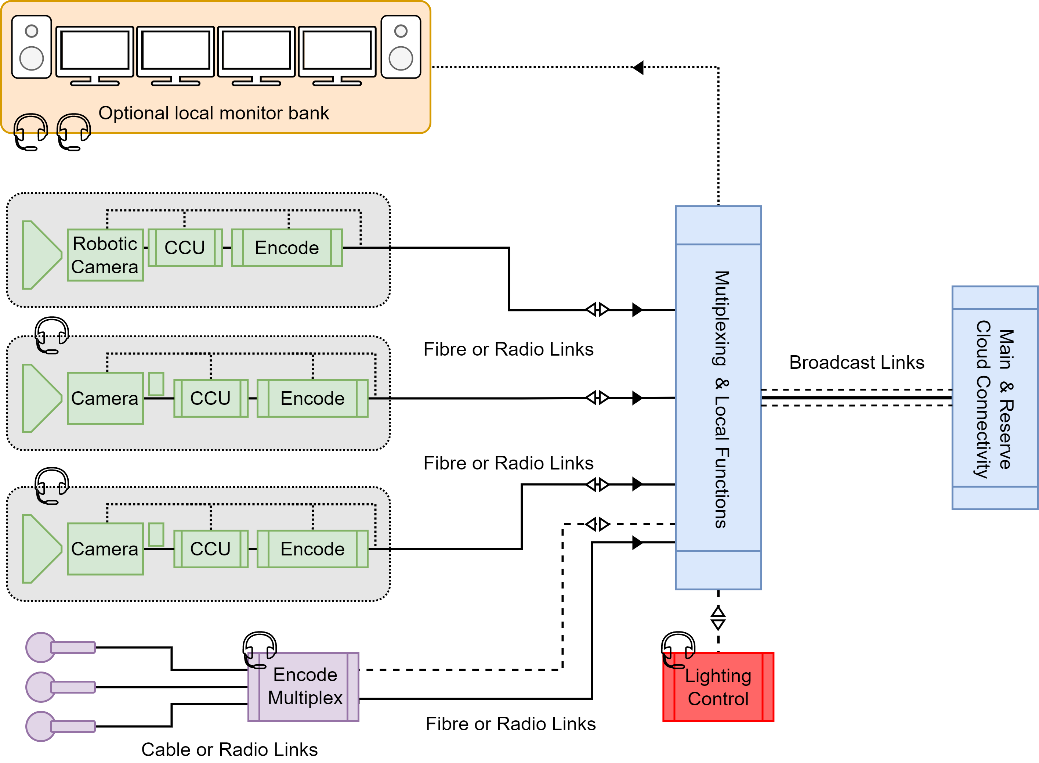 Optional local monitor bank
Robotic
Camera
CCU
Encode
Fibre or Radio Links
Camera
CCU
Encode
Fibre or Radio Links
Camera
CCU
Encode
Mutiplexing & Local Functions
Broadcast Links
Main & Reserve
Cloud Connectivity
Encode
Multiplex
Lighting
Control
Fibre or Radio Links
Cable or Radio Links